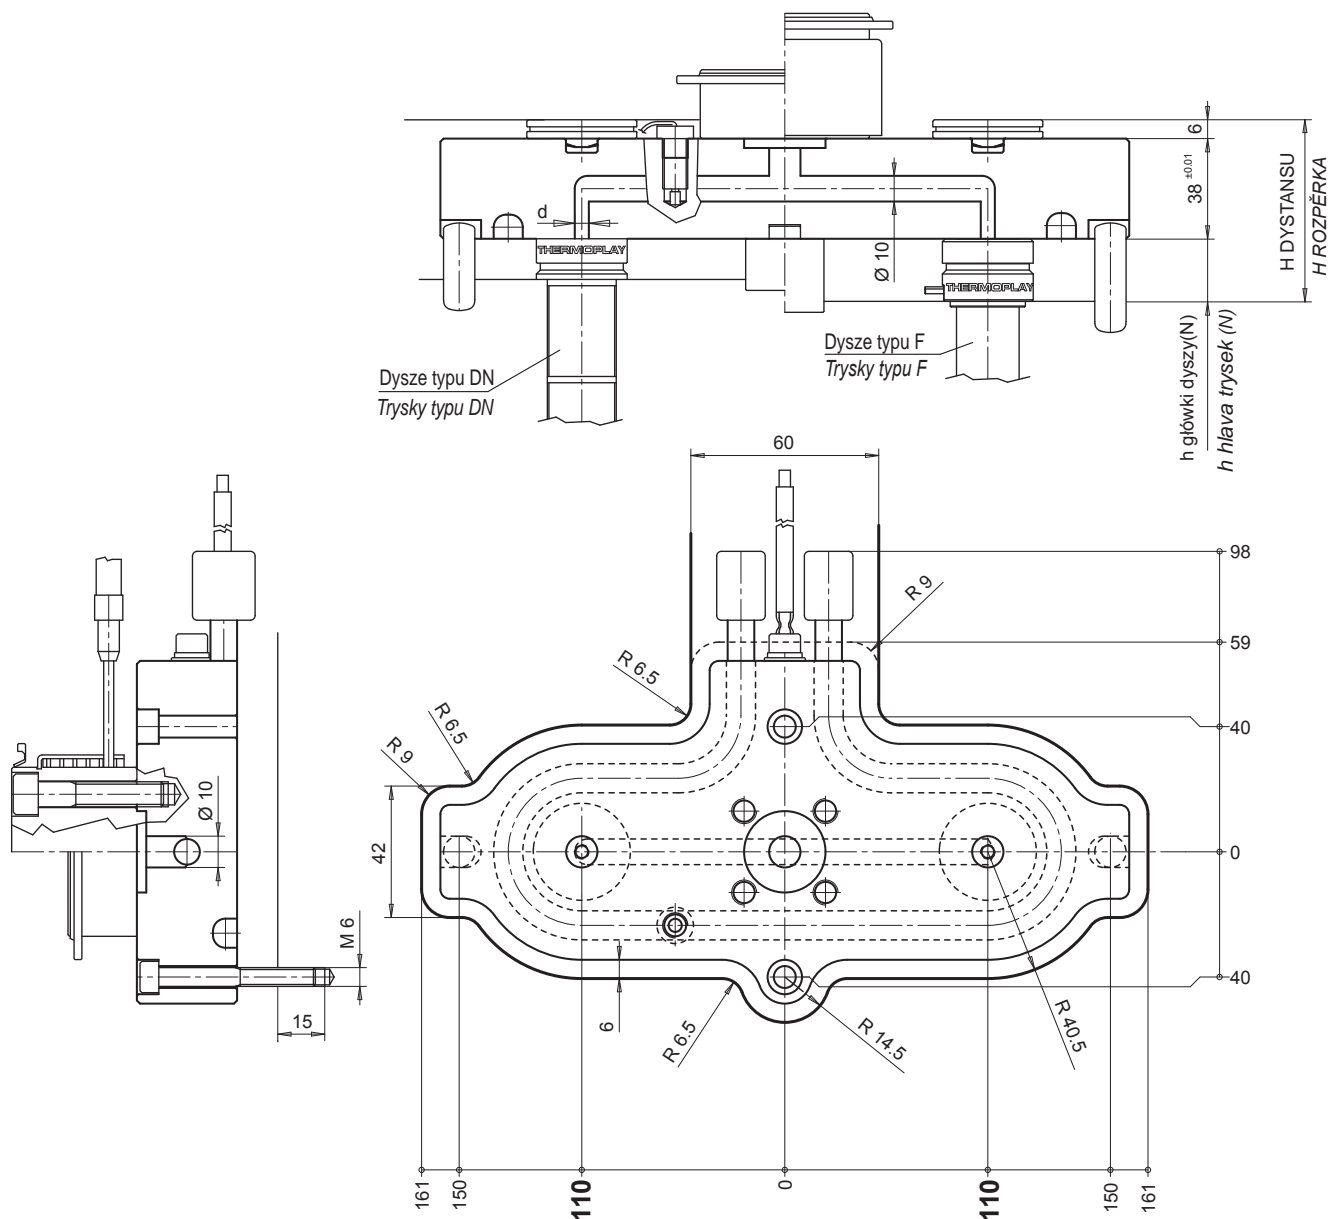 6
38 ±0.01
H DYSTANSU
H ROZPĚRKA
d
Ø 10
THERMOPLAY
THERMOPLAY
Dysze typu DN
Trysky typu DN
Dysze typu F
Trysky typu F
h główki dyszy(N)
h hlava trysek (N)
60
98
R 9
59
R 6.5
40
R 6.5
R 9
Ø 10
42
0
M 6
40
15
6
R 6.5
R 14.5
R 40.5
161
150
110
0
110
150
161